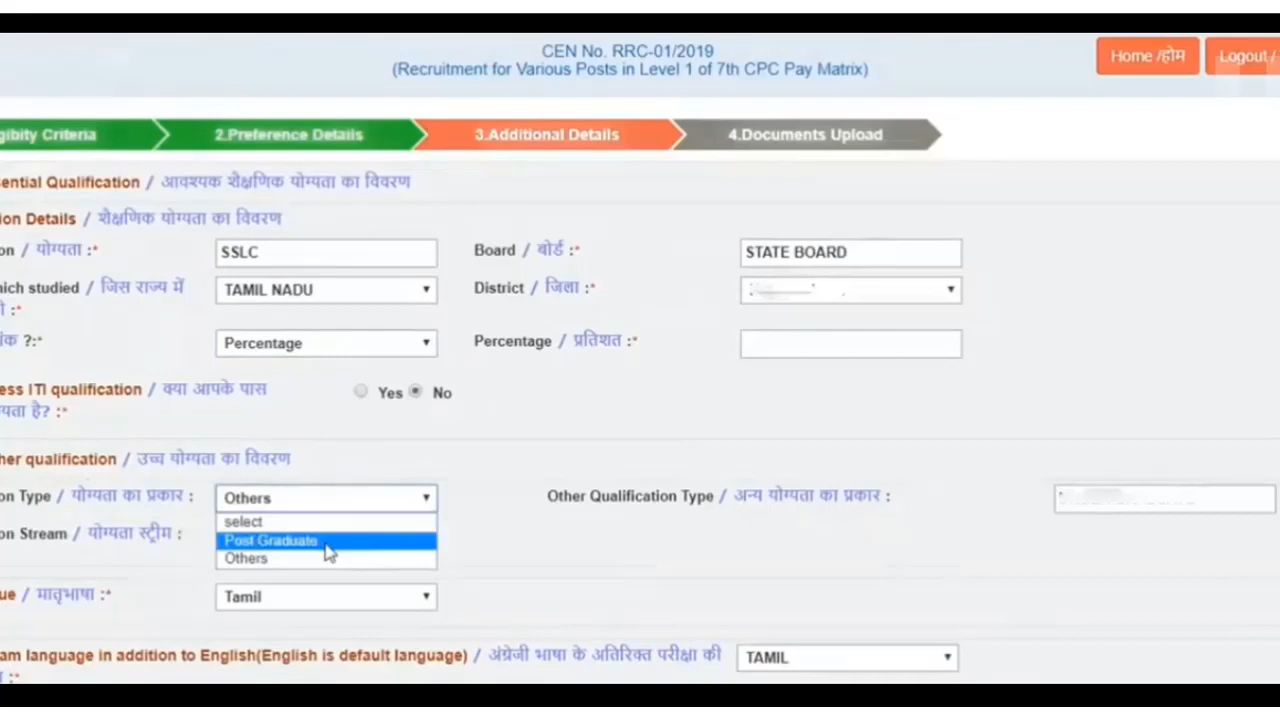 CEN No. RRC-01/2019
(Recruitment for Various Posts in Level 1 of 7th CPC Pay Matrix)
Home /होम
Logout /
gibity Criteria
2.Preference Details
3.Additional Details
4.Documents Upload
ential Qualification / आवश्यक शैक्षणिक योग्यता का विवरण
ion Details / शैक्षणिक योग्यता का विवरण
on / योग्यता :*
SSLC
Board / बोर्ड :*
STATE BOARD
ich studied / जिस राज्य में
TAMIL NADU
District / जिला :*
ी :*
ंक ?:*
Percentage
Percentage / प्रतिशत :*
ess ITI qualification / क्या आपके पास
Yes
No
यता है? :*
her qualification / उच्च योग्यता का विवरण
on Type / योग्यता का प्रकार :
Others
Other Qualification Type / अन्य योग्यता का प्रकार :
select
on Stream / योग्यता स्ट्रीम :
Post Graduate
Others
ue / मातृभाषा :*
Tamil
am language in addition to English(English is default language) / अंग्रेजी भाषा के अतिरिक्त परीक्षा की
TAMIL
:*